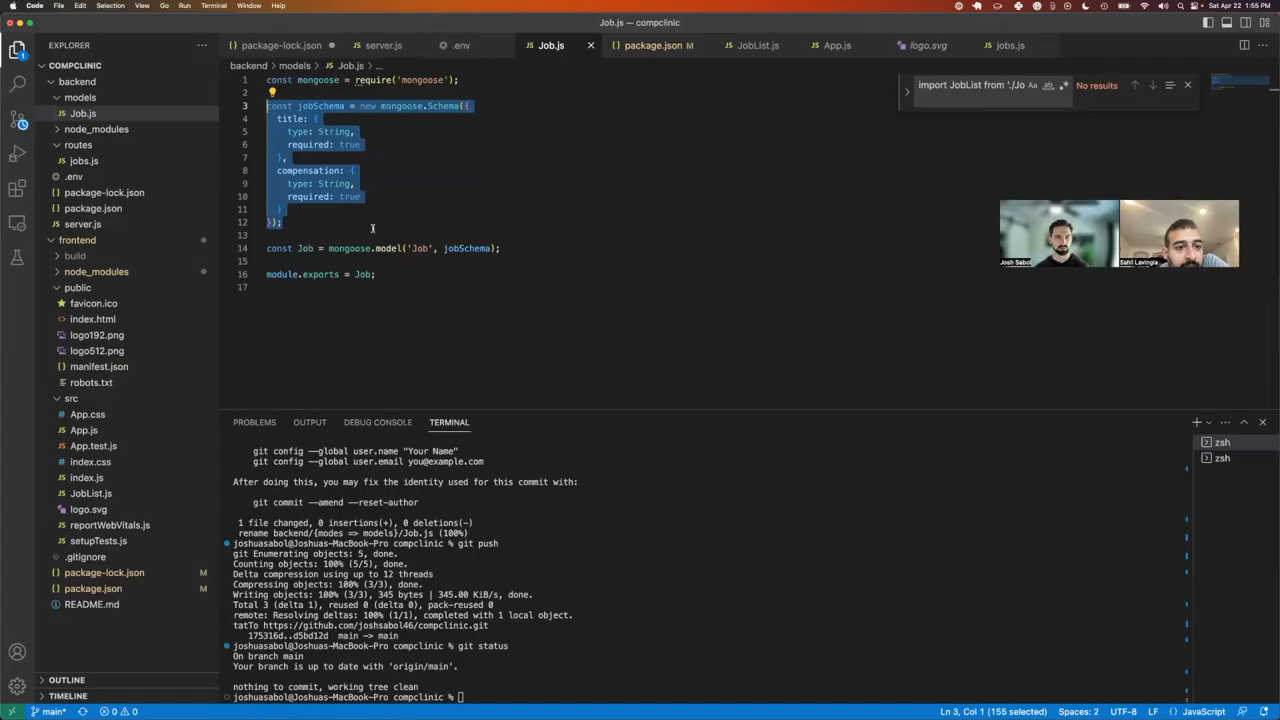 Code File Edit Selection View Go Run Terminal Window Help
Sat Apr 22 1:55 PM
Job.js — compclinic
EXPLORER
package-lock.json
server.js
.env
Job.js
package.json M
JobList.js
App.js
logo.svg
jobs.js
COMPCLINIC
backend
models
Job.js
node_modules
routes
jobs.js
.env
package-lock.json
package.json
server.js
frontend
build
node_modules
public
favicon.ico
index.html
logo192.png
logo512.png
manifest.json
robots.txt
src
App.css
App.js
App.test.js
index.css
index.js
JobList.js
logo.svg
reportWebVitals.js
setupTests.js
.gitignore
package-lock.json M
package.json M
README.md
OUTLINE
TIMELINE
backend > models > Job.js > ...
1 const mongoose = require('mongoose');
2
3 const jobSchema = new mongoose.Schema({
4 title: {
5 type: String,
6 required: true
7 },
8 compensation: {
9 type: String,
10 required: true
11 }
12 });
13
14 const Job = mongoose.model('Job', jobSchema);
15
16 module.exports = Job;
17
import JobList from './Jo Aa ab No results
Josh Sabol
Sahil Lavingia
PROBLEMS OUTPUT DEBUG CONSOLE TERMINAL
git config --global user.name "Your Name"
git config --global user.email you@example.com
After doing this, you may fix the identity used for this commit with:
git commit --amend --reset-author
1 file changed, 0 insertions(+), 0 deletions(-)
rename backend/{modes => models}/Job.js (100%)
joshuasabol@Joshuas-MacBook-Pro compclinic % git push
git Enumerating objects: 5, done.
Counting objects: 100% (5/5), done.
Delta compression using up to 12 threads
Compressing objects: 100% (3/3), done.
Writing objects: 100% (3/3), 345 bytes | 345.00 KiB/s, done.
Total 3 (delta 1), reused 0 (delta 0), pack-reused 0
remote: Resolving deltas: 100% (1/1), completed with 1 local object.
tatTo https://github.com/joshsabol46/compclinic.git
175316d..d5bd12d main -> main
joshuasabol@Joshuas-MacBook-Pro compclinic % git status
On branch main
Your branch is up to date with 'origin/main'.
nothing to commit, working tree clean
joshuasabol@Joshuas-MacBook-Pro compclinic %
zsh
zsh
main* 0 0
Ln 3, Col 1 (155 selected) Spaces: 2 UTF-8 LF JavaScript